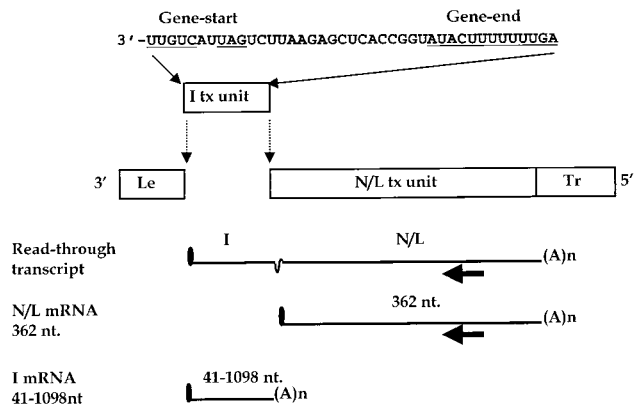 Gene-start Gene-end
3'-UUGUCAUUAGUCUUAAGAGCUCACCGGUAUACUUUUUUUGA
I tx unit
3' Le N/L tx unit Tr 5'
I N/L
Read-through (A)n
transcript
N/L mRNA 362 nt. (A)n
362 nt.
I mRNA 41-1098 nt.
41-1098nt (A)n